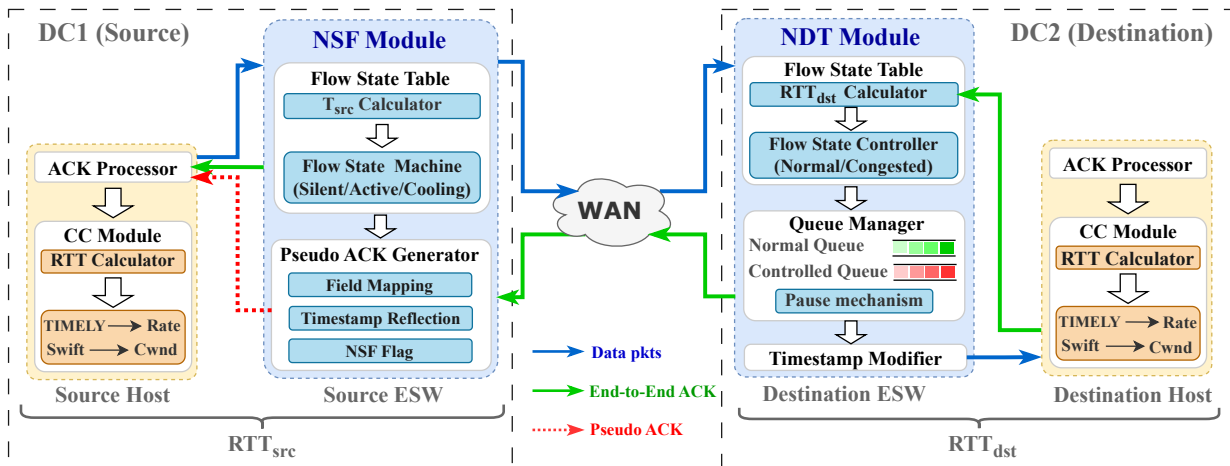 DC1 (Source)
NSF Module
Flow State Table
T_src Calculator
Flow State Machine
(Silent/Active/Cooling)
Pseudo ACK Generator
Field Mapping
Timestamp Reflection
NSF Flag
ACK Processor
CC Module
RTT Calculator
TIMELY Rate
Swift Cwnd
Source Host
Source ESW
RTT_src
WAN
Data pkts
End-to-End ACK
Pseudo ACK
NDT Module
DC2 (Destination)
Flow State Table
RTT_dst Calculator
Flow State Controller
(Normal/Congested)
Queue Manager
Normal Queue
Controlled Queue
Pause mechanism
Timestamp Modifier
ACK Processor
CC Module
RTT Calculator
TIMELY Rate
Swift Cwnd
Destination ESW
Destination Host
RTT_dst